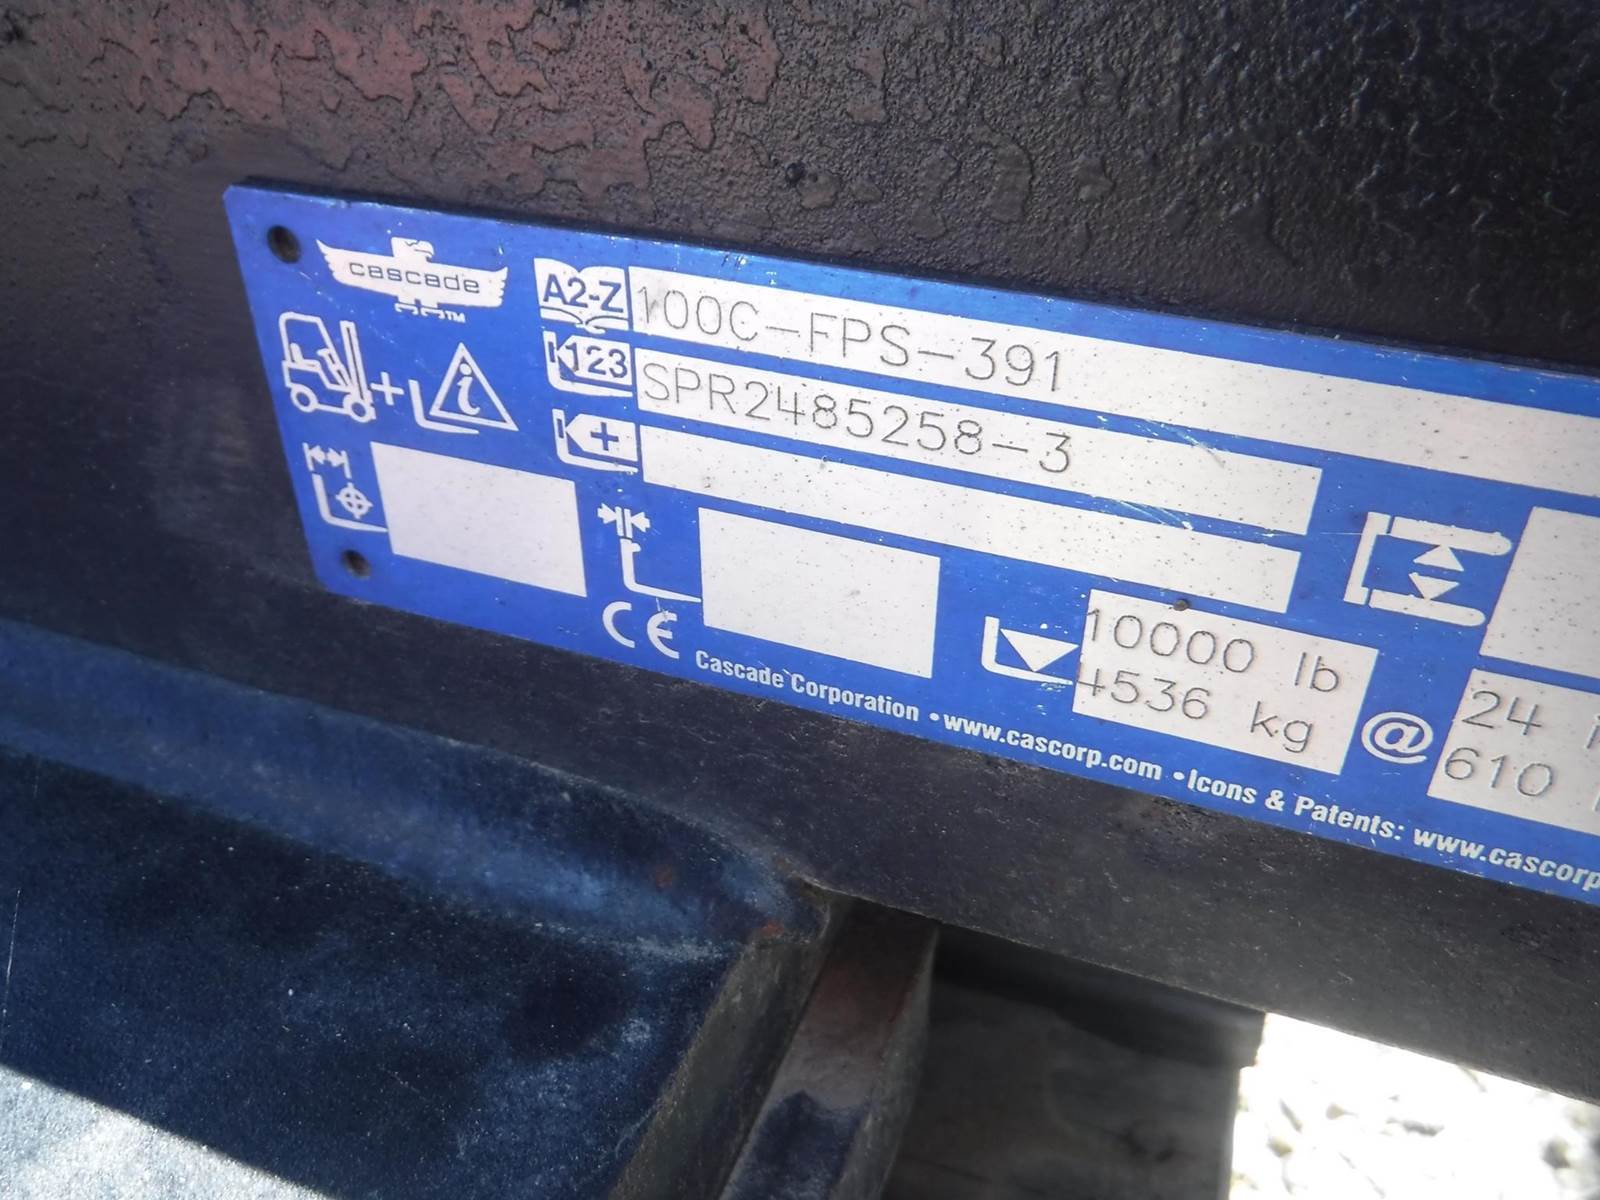 cascade
TM
A2-Z 100C-FPS-391
123 SPR2485258-3
10000 lb
4536 kg
@
24
610
CE
Cascade Corporation • www.cascorp.com • Icons & Patents: www.cascorp